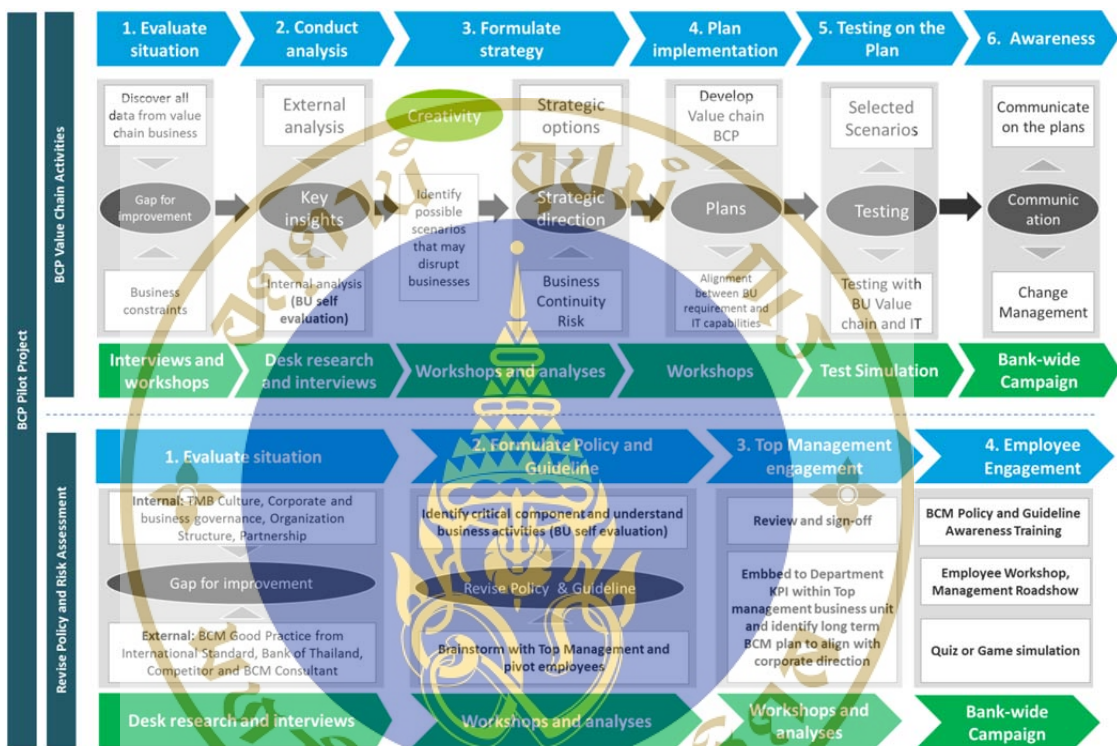 BCP Pilot Project
BCP Value Chain Activities
1. Evaluate
situation
2. Conduct
analysis
3. Formulate
strategy
4. Plan
implementation
5. Testing on the
Plan
6. Awareness
Discover all
data from value
chain business
Gap for
improvement
Business
constraints
External
analysis
Key
insights
Internal analysis
(BU self
evaluation)
Creativity
Identify
possible
scenarios
that may
disrupt
businesses
Strategic
options
Strategic
direction
Business
Continuity
Risk
Develop
Value chain
BCP
Plans
Alignment
between BU
requirement
and IT
capabilities
Selected
Scenarios
Testing
Testing with
BU Value
chain and IT
Communicate
on the plans
Communic
ation
Change
Management
Interviews and
workshops
Desk research
and interviews
Workshops and analyses
Workshops
Test Simulation
Bank-wide
Campaign
Revise Policy and Risk Assessment
1. Evaluate situation
2. Formulate Policy and
Guideline
3. Top Management
engagement
4. Employee
Engagement
Internal: TMB Culture, Corporate and
business governance, Organization
Structure, Partnership
Gap for improvement
External: BCM Good Practice from
International Standard, Bank of Thailand,
Competitor and BCM Consultant
Identify critical component and understand
business activities (BU self evaluation)
Revise Policy & Guideline
Brainstorm with Top Management and
pivot employees
Review and sign-off
Embbed to Department
KPI within Top
management business unit
and identify long term
BCM plan to align with
corporate direction
BCM Policy and Guideline
Awareness Training
Employee Workshop,
Management Roadshow
Quiz or Game simulation
Desk research and interviews
Workshops and analyses
Workshops and
analyses
Bank-wide
Campaign